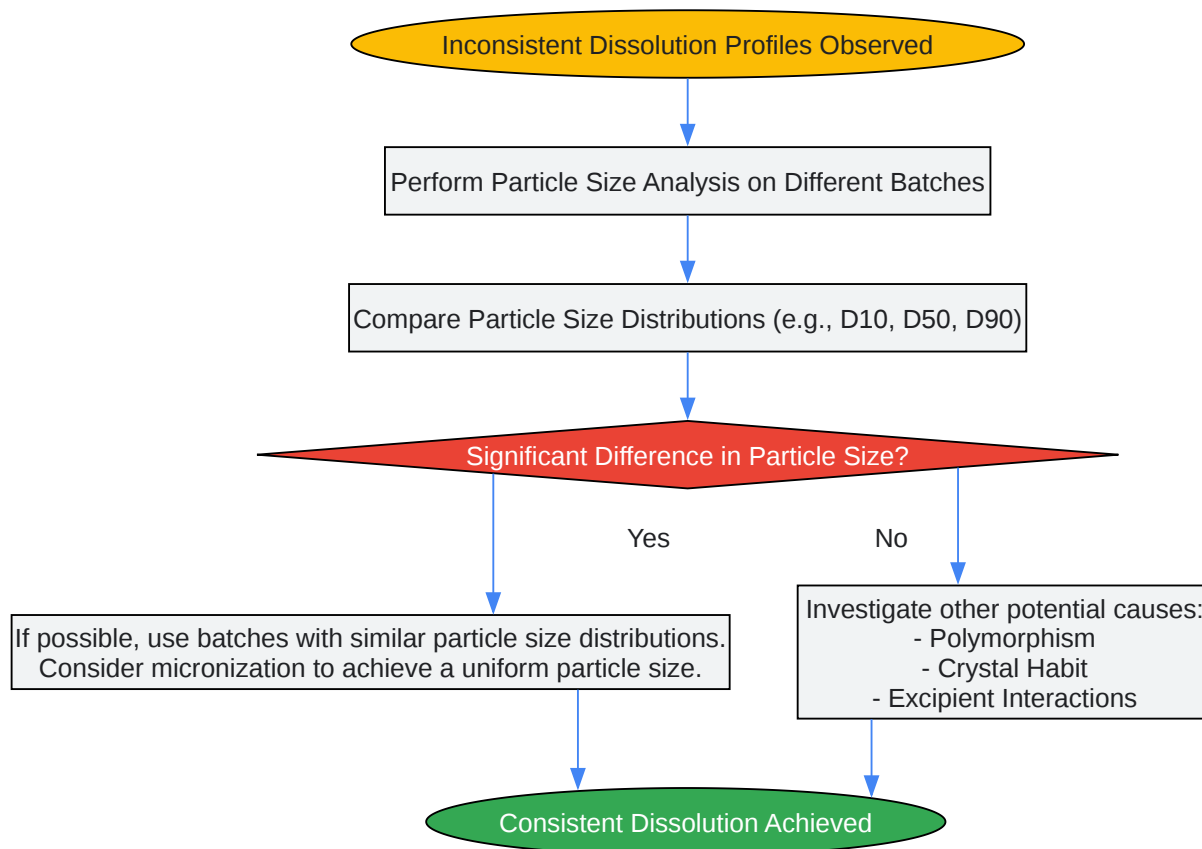 Inconsistent Dissolution Profiles Observed
Perform Particle Size Analysis on Different Batches
Compare Particle Size Distributions (e.g., D10, D50, D90)
Significant Difference in Particle Size?
Yes
No
If possible, use batches with similar particle size distributions.
Consider micronization to achieve a uniform particle size.
Investigate other potential causes:
- Polymorphism
- Crystal Habit
- Excipient Interactions
Consistent Dissolution Achieved